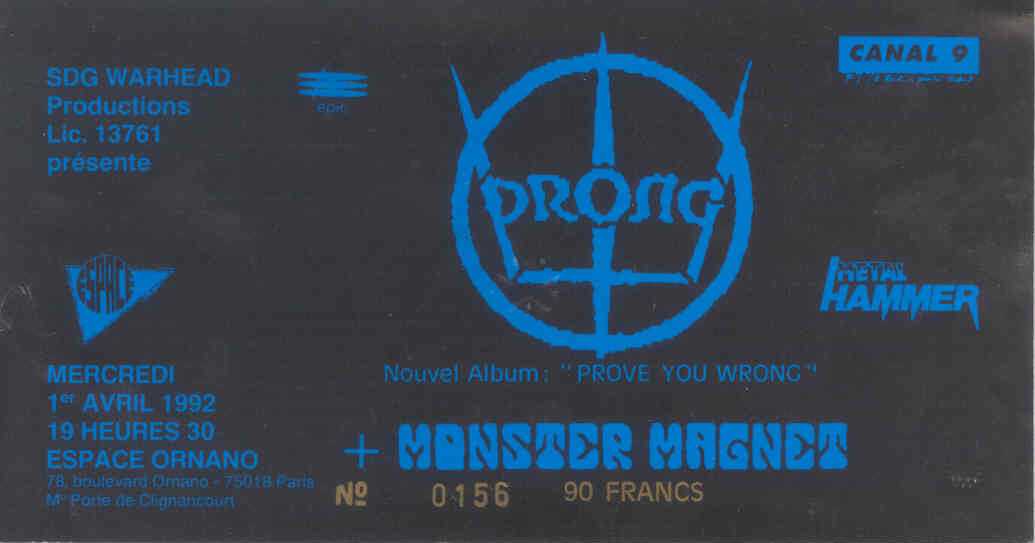 SDG WARHEAD
Productions
Lic. 13761
présente
epic
CANAL 9
PRONG
ESPACE
METAL
HAMMER
Nouvel Album: "PROVE YOU WRONG"
MERCREDI
1er AVRIL 1992
19 HEURES 30
ESPACE ORNANO
78, boulevard Ornano - 75018 Paris
M° Porte de Clignancourt
+ MONSTER MAGNET
Nº 0156 90 FRANCS